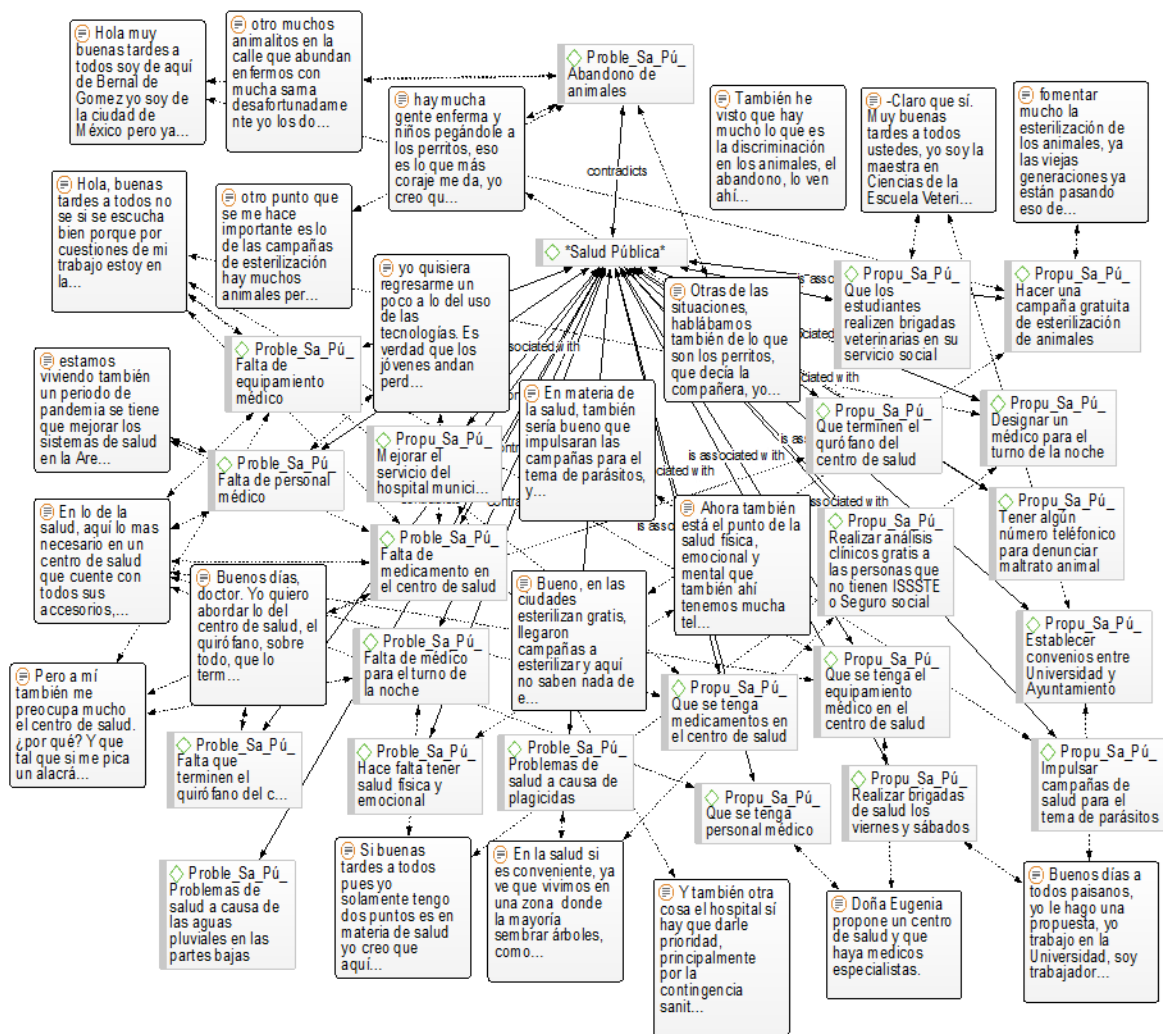 Hola muy
buenas tardes a
todos soy de aquí
de Bernal de
Gomez yo soy de
la ciudad de
México pero ya...
otro muchos
animalitos en la
calle que abundan
enfermos con
mucha sarna
desafortunadame
nte yo los do...
Proble_Sa_Pú_
Abandono de
animales
hay mucha
gente enferma y
niños pegándole a
los perritos, eso
es lo que más
coraje me da, yo
creo qu...
También he
visto que hay
mucho lo que es
la discriminación
en los animales, el
abandono, lo ven
ahí...
-Claro que sí.
Muy buenas
tardes a todos
ustedes, yo soy la
maestra en
Ciencias de la
Escuela Veteri...
fomentar
mucho la
esterilización de
los animales, ya
las viejas
generaciones ya
están pasando
eso de...
contradicts
Hola, buenas
tardes a todos no
se si se escucha
bien porque por
cuestiones de mi
trabajo estoy en
la...
otro punto que
se me hace
importante es lo
de las campañas
de esterilización
hay muchos
animales per...
*Salud Pública*
yo quisiera
regresarme un
poco a lo del uso
de las
tecnologías. Es
verdad que los
jóvenes andan
perd...
Otras de las
situaciones,
hablábamos
también de lo que
son los perritos,
que decía la
compañera, yo...
is asso
Propu_Sa_Pú_
Que los
estudiantes
realizen brigadas
veterinarias en su
servicio social
Propu_Sa_Pú_
Hacer una
campaña gratuita
de esterilización
de animales
ssociated with
sociated
ociated with
estamos
viviendo también
un periodo de
pandemia se tiene
que mejorar los
sistemas de salud
en la Are...
Proble_Sa_Pú_
Falta de
equipamiento
médico
En materia de
la salud, también
sería bueno que
impulsaran las
campañas para el
tema de parásitos,
y...
Propu_Sa_Pú_
Que terminen el
qurófano del
centro de salud
Propu_Sa_Pú_
Designar un
médico para el
turno de la noche
Proble_Sa_Pú_
Falta de personal
médico
Propu_Sa_Pú_
Mejorar el
servicio del
hospital munici...
contradi
cont
is associated with
is a
ciated with
sociated with
is asso
En lo de la
salud, aquí lo mas
necesario en un
centro de salud
que cuente con
todos sus
accesorios,...
Proble_Sa_Pú_
Falta de
medicamento en
el centro de salud
Ahora también
está el punto de la
salud física,
emocional y
mental que
también ahí
tenemos mucha
tel...
Propu_Sa_Pú_
Realizar análisis
clínicos gratis a
las personas que
no tienen ISSSTE
o Seguro social
Propu_Sa_Pú_
Tener algún
número teléfonico
para denunciar
maltrato animal
Buenos días,
doctor. Yo quiero
abordar lo del
centro de salud, el
quirófano, sobre
todo, que lo
term...
Bueno, en las
ciudades
esterilizan gratis,
llegaron
campañas a
esterilizar y aquí
no saben nada de
e...
Propu_Sa_Pú_
Establecer
convenios entre
Universidad y
Ayuntamiento
Pero a mí
también me
preocupa mucho
el centro de salud.
¿por qué? Y que
tal que si me pica
un alacrá...
Proble_Sa_Pú_
Falta de médico
para el turno de
la noche
Propu_Sa_Pú_
Que se tenga
medicamentos en
el centro de salud
Propu_Sa_Pú_
Que se tenga el
equipamiento
médico en el
centro de salud
Proble_Sa_Pú_
Falta que
terminen el
quirófano del c...
Proble_Sa_Pú_
Hace falta tener
salud física y
emocional
Proble_Sa_Pú_
Problemas de
salud a causa de
plagicidas
Propu_Sa_Pú_
Que se tenga
personal médico
Propu_Sa_Pú_
Realizar brigadas
de salud los
viernes y sábados
Propu_Sa_Pú_
Impulsar
campañas de
salud para el
tema de parásitos
Proble_Sa_Pú_
Problemas de
salud a causa de
las aguas
pluviales en las
partes bajas
Si buenas
tardes a todos
pues yo
solamente tengo
dos puntos es en
materia de salud
yo creo que
aquí...
En la salud si
es conveniente, ya
ve que vivimos en
una zona donde
la mayoría
sembrar árboles,
como...
Y también otra
cosa el hospital sí
hay que darle
prioridad,
principalmente
por la
contingencia
sanit...
Doña Eugenia
propone un centro
de salud y que
haya medicos
especialistas.
Buenos días a
todos paisanos,
yo le hago una
propuesta, yo
trabajo en la
Universidad, soy
trabajador...